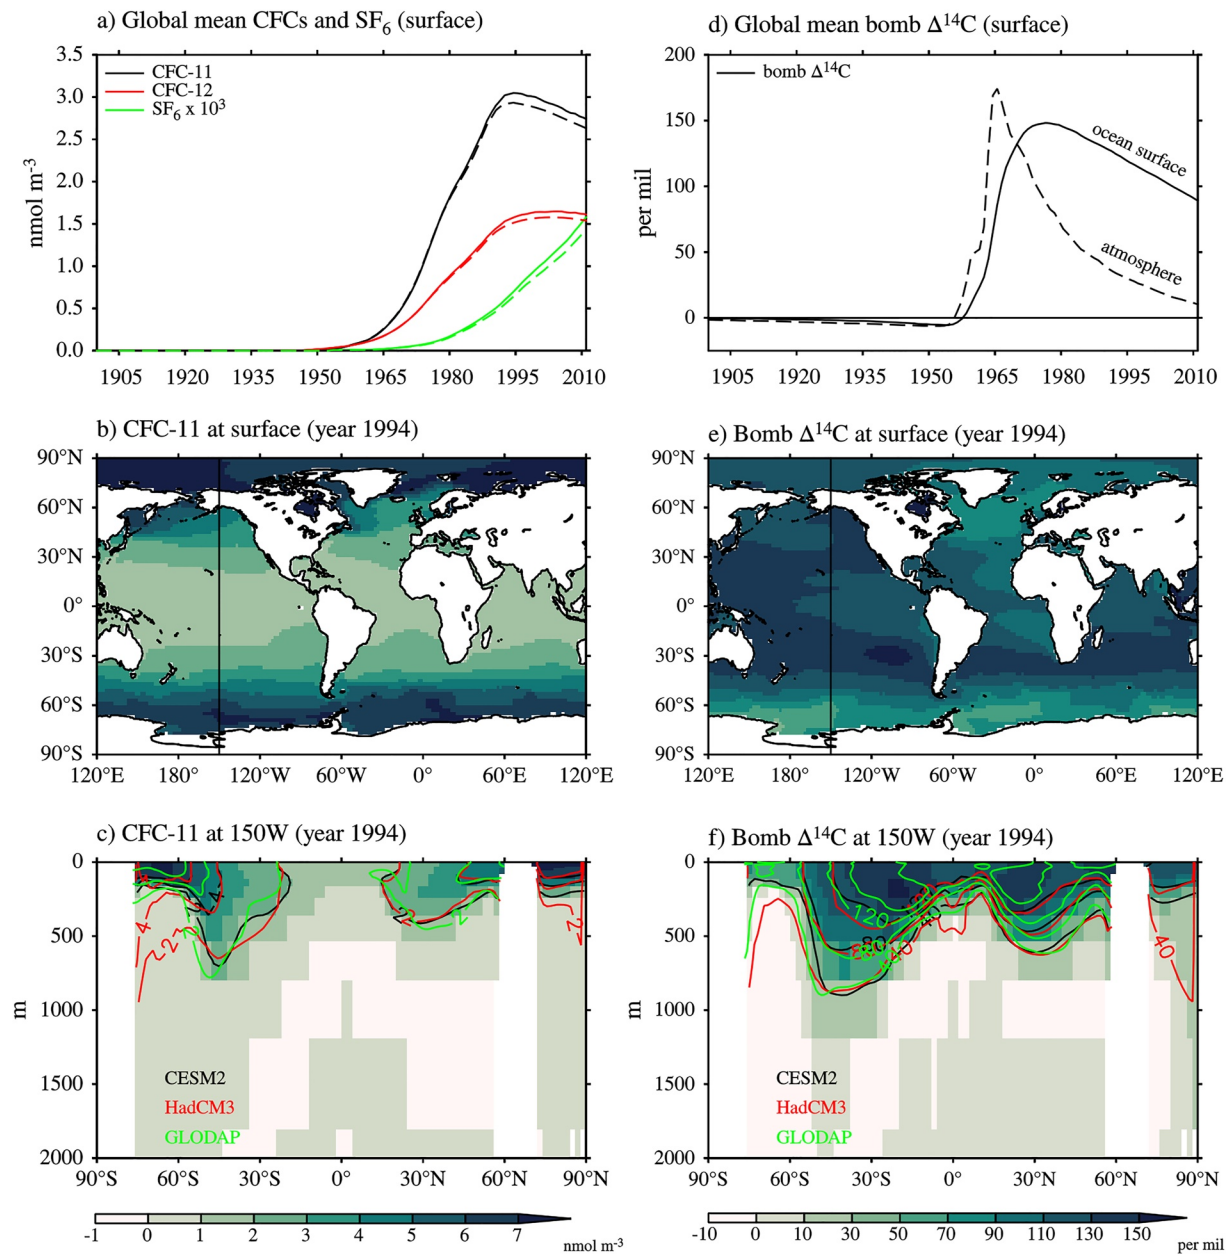 a) Global mean CFCs and SF6 (surface)
3.5
3.0
2.5
2.0
1.5
1.0
0.5
0.0
nmol m-3
CFC-11
CFC-12
SF6 x 10³
1905 1920 1935 1950 1965 1980 1995 2010
d) Global mean bomb Δ¹⁴C (surface)
200
150
100
50
0
per mil
bomb Δ¹⁴C
ocean surface
atmosphere
1905 1920 1935 1950 1965 1980 1995 2010
b) CFC-11 at surface (year 1994)
90°N
60°N
30°N
0°
30°S
60°S
90°S
120°E 180° 120°W 60°W 0° 60°E 120°E
e) Bomb Δ¹⁴C at surface (year 1994)
90°N
60°N
30°N
0°
30°S
60°S
90°S
120°E 180° 120°W 60°W 0° 60°E 120°E
c) CFC-11 at 150W (year 1994)
0
500
1000
1500
2000
m
4
4
2
2
2
2
CESM2
HadCM3
GLODAP
90°S 60°S 30°S 0° 30°N 60°N 90°N
-1 0 1 2 3 4 5 6 7
nmol m-3
f) Bomb Δ¹⁴C at 150W (year 1994)
0
500
1000
1500
2000
m
120
80
40
40
CESM2
HadCM3
GLODAP
90°S 60°S 30°S 0° 30°N 60°N 90°N
-10 0 10 30 50 70 90 110 130 150
per mil